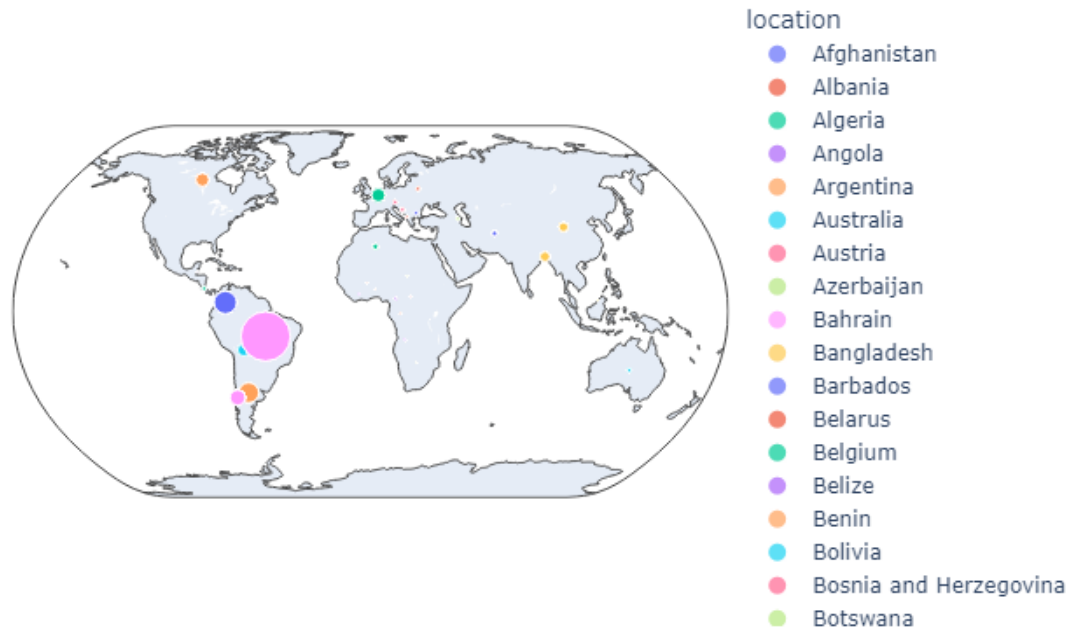 location
Afghanistan
Albania
Algeria
Angola
Argentina
Australia
Austria
Azerbaijan
Bahrain
Bangladesh
Barbados
Belarus
Belgium
Belize
Benin
Bolivia
Bosnia and Herzegovina
Botswana